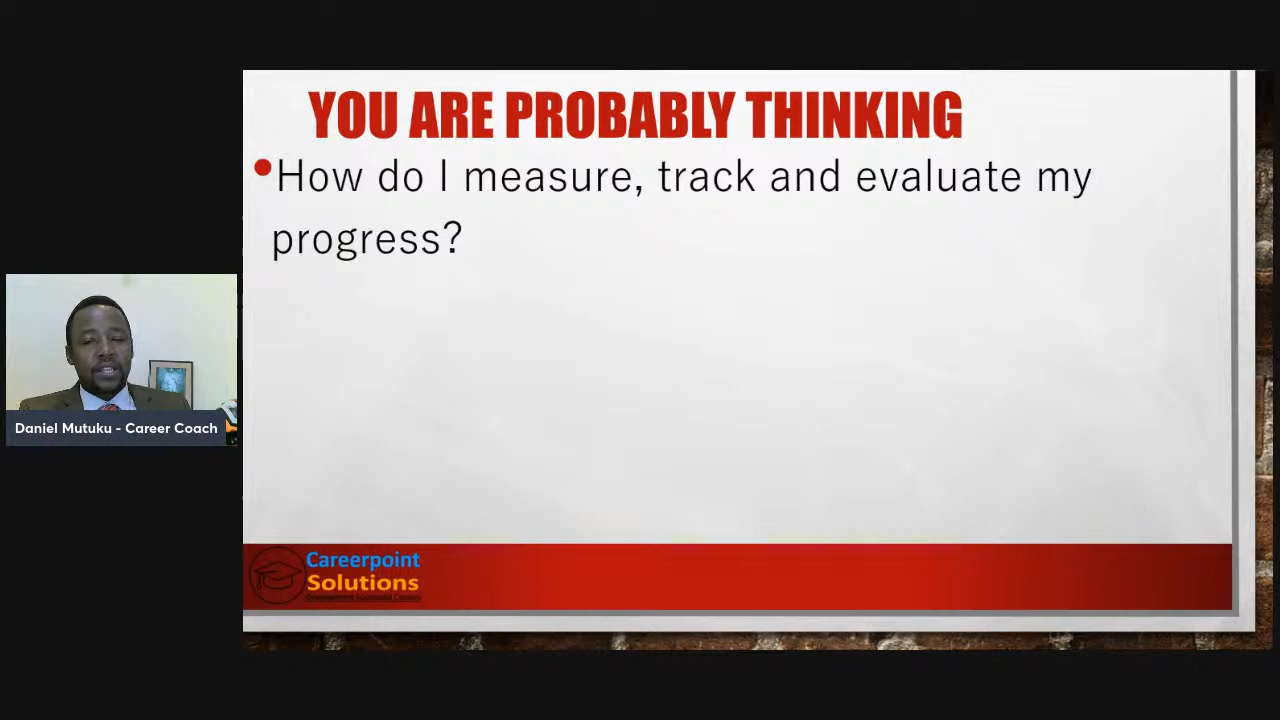 YOU ARE PROBABLY THINKING
•How do I measure, track and evaluate my
progress?
Daniel Mutuku - Career Coach
Careerpoint
Solutions